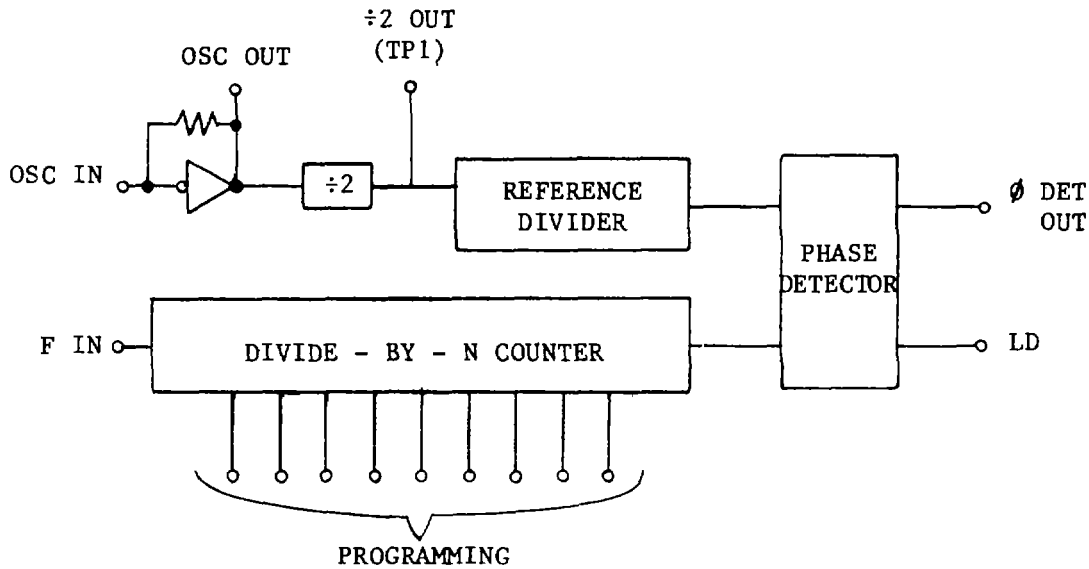 ÷2 OUT
(TP1)
OSC OUT
OSC IN
÷2
REFERENCE
DIVIDER
PHASE
DETECTOR
Ø DET
OUT
F IN
DIVIDE - BY - N COUNTER
LD
PROGRAMMING